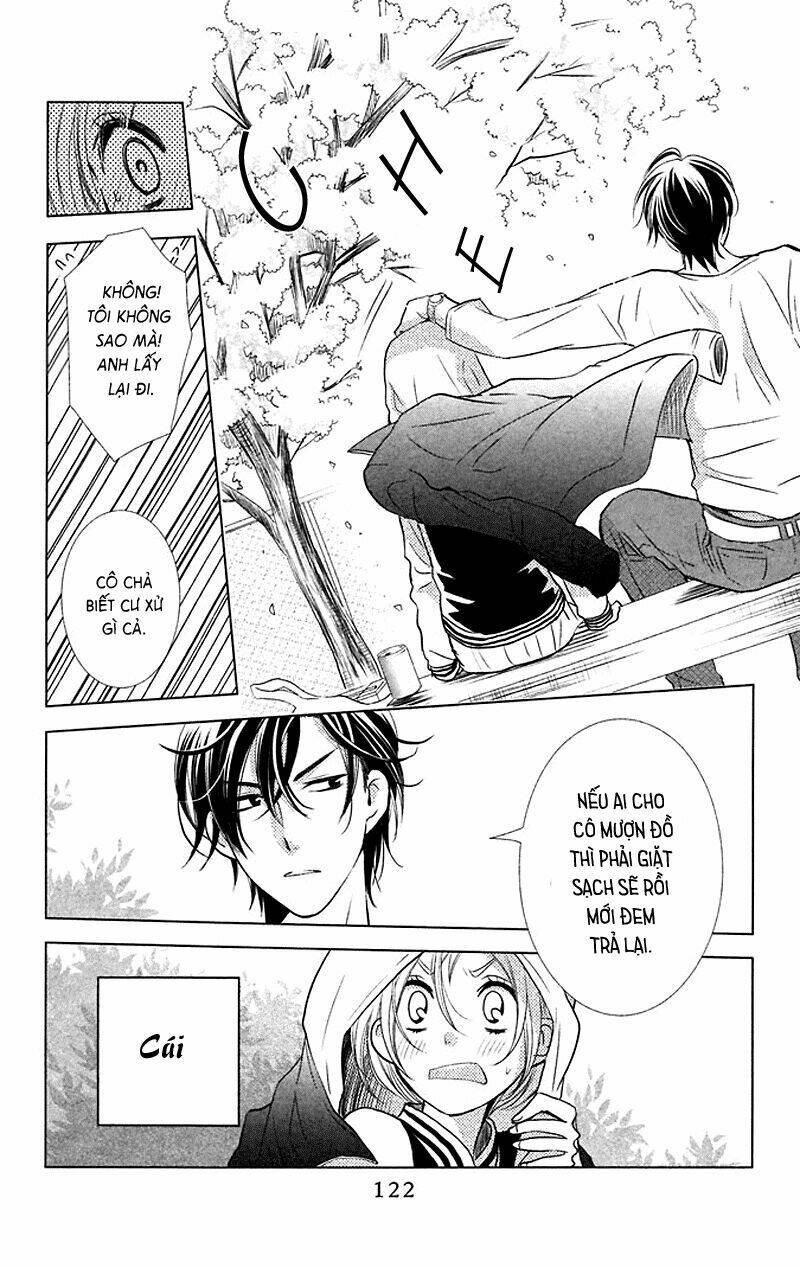 CHE
KHÔNG!
TÔI KHÔNG
SAO MÀ!
ANH LẤY
LẠI ĐI.
CÔ CHẢ
BIẾT CƯ XỬ
GÌ CẢ.
NẾU AI CHO
CÔ MƯỢN ĐỒ
THÌ PHẢI GIẶT
SẠCH SẼ RỒI
MỚI ĐEM
TRẢ LẠI.
Cái
122